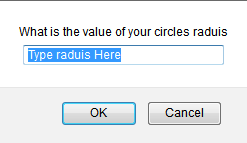 What is the value of your circles raduis
Type raduis Here
OK
Cancel